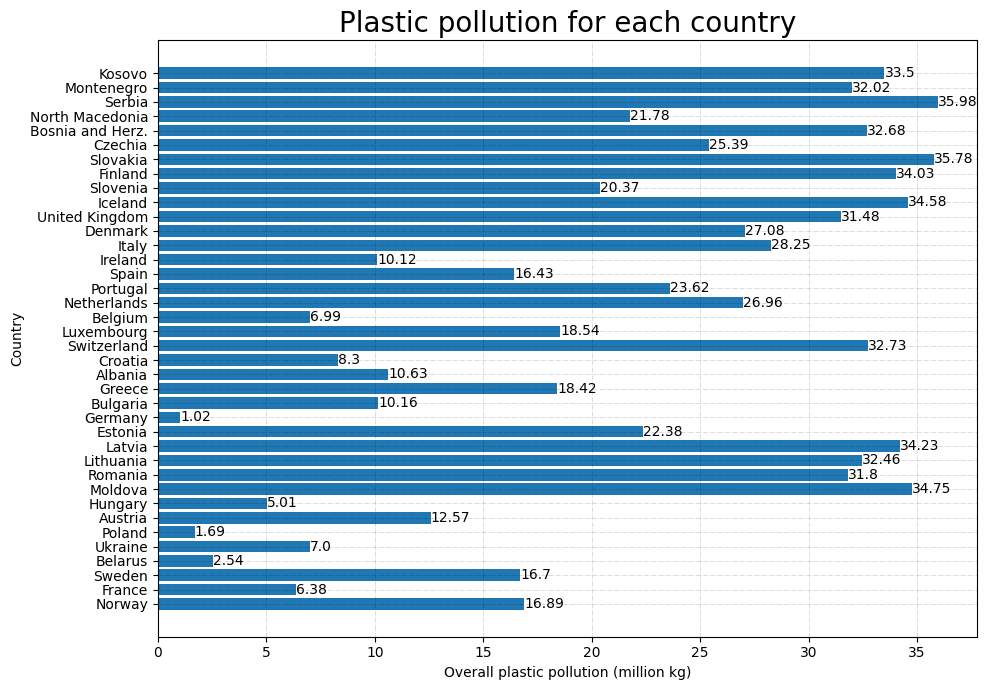 Plastic pollution for each country
Kosovo 33.5
Montenegro 32.02
Serbia 35.98
North Macedonia 21.78
Bosnia and Herz. 32.68
Czechia 25.39
Slovakia 35.78
Finland 34.03
Slovenia 20.37
Iceland 34.58
United Kingdom 31.48
Denmark 27.08
Italy 28.25
Ireland 10.12
Spain 16.43
Portugal 23.62
Netherlands 26.96
Belgium 6.99
Luxembourg 18.54
Switzerland 32.73
Croatia 8.3
Albania 10.63
Greece 18.42
Bulgaria 10.16
Germany 1.02
Estonia 22.38
Latvia 34.23
Lithuania 32.46
Romania 31.8
Moldova 34.75
Hungary 5.01
Austria 12.57
Poland 1.69
Ukraine 7.0
Belarus 2.54
Sweden 16.7
France 6.38
Norway 16.89
Country
0 5 10 15 20 25 30 35
Overall plastic pollution (million kg)